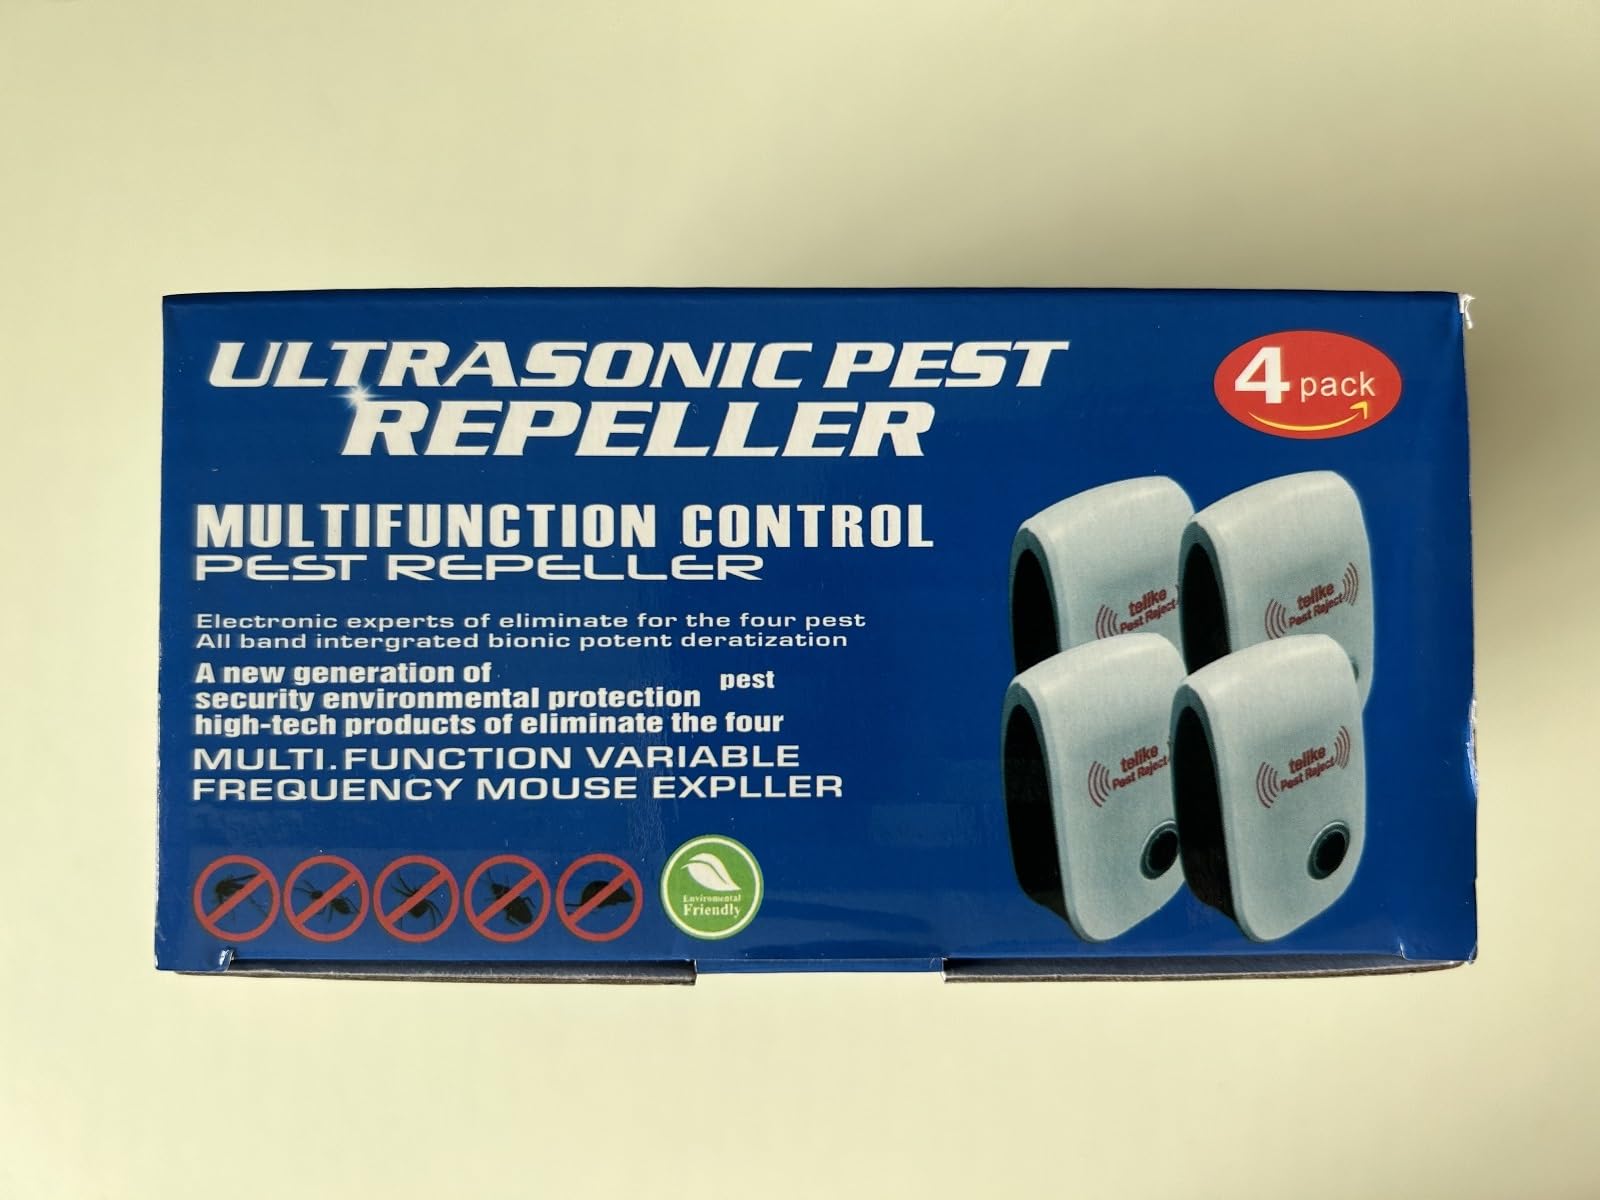 ULTRASONIC PEST
REPELLER
4 pack
MULTIFUNCTION CONTROL
PEST REPELLER
Electronic experts of eliminate for the four pest
All band intergrated bionic potent deratization
A new generation of
security environmental protection pest
high-tech products of eliminate the four
MULTI.FUNCTION VARIABLE
FREQUENCY MOUSE EXPLLER
Enviromental
Friendly
telike
Pest Reject
telike
Pest Reject
telike
Pest Reject
telike
Pest Reject